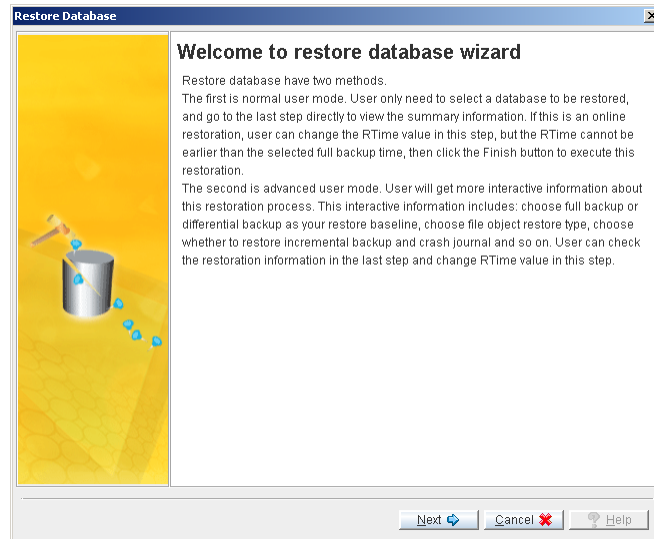 Restore Database
Welcome to restore database wizard
Restore database have two methods.
The first is normal user mode. User only need to select a database to be restored,
and go to the last step directly to view the summary information. If this is an online
restoration, user can change the RTime value in this step, but the RTime cannot be
earlier than the selected full backup time, then click the Finish button to execute this
restoration.
The second is advanced user mode. User will get more interactive information about
this restoration process. This interactive information includes: choose full backup or
differential backup as your restore baseline, choose file object restore type, choose
whether to restore incremental backup and crash journal and so on. User can check
the restoration information in the last step and change RTime value in this step.
Next Cancel Help